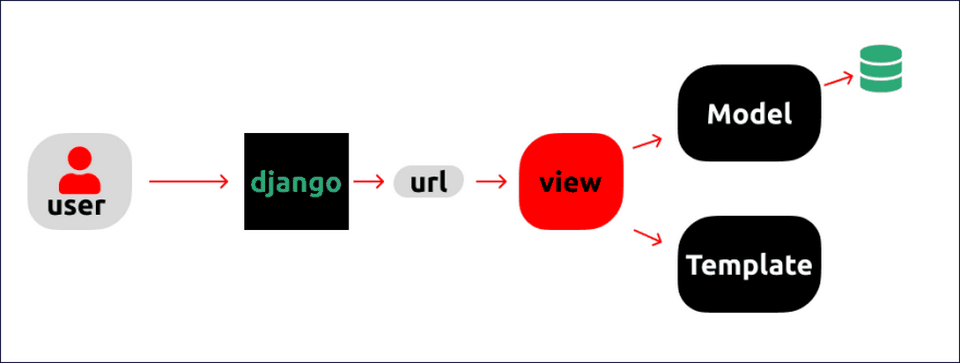 user
django
url
view
Model
Template